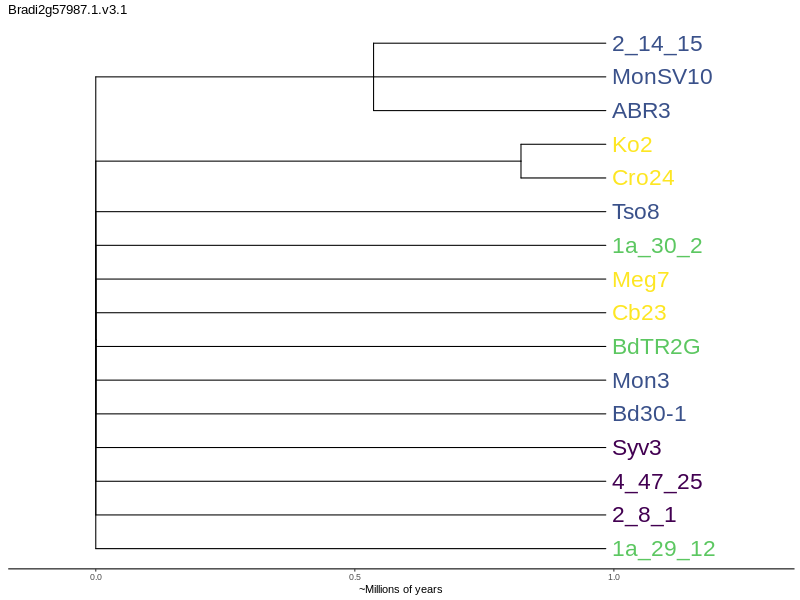 Bradi2g57987.1.v3.1
2_14_15
MonSV10
ABR3
Ko2
Cro24
Tso8
1a_30_2
Meg7
Cb23
BdTR2G
Mon3
Bd30-1
Syv3
4_47_25
2_8_1
1a_29_12
0.0 0.5 1.0
~Millions of years